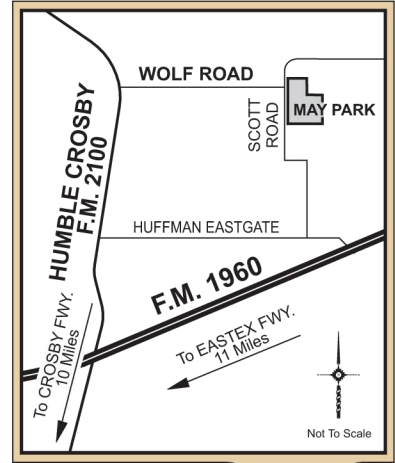 WOLF ROAD
MAY PARK
SCOTT
ROAD
HUMBLE CROSBY
F.M. 2100
HUFFMAN EASTGATE
F.M. 1960
To CROSBY FWY.
10 Miles
To EASTEX FWY.
11 Miles
Not To Scale